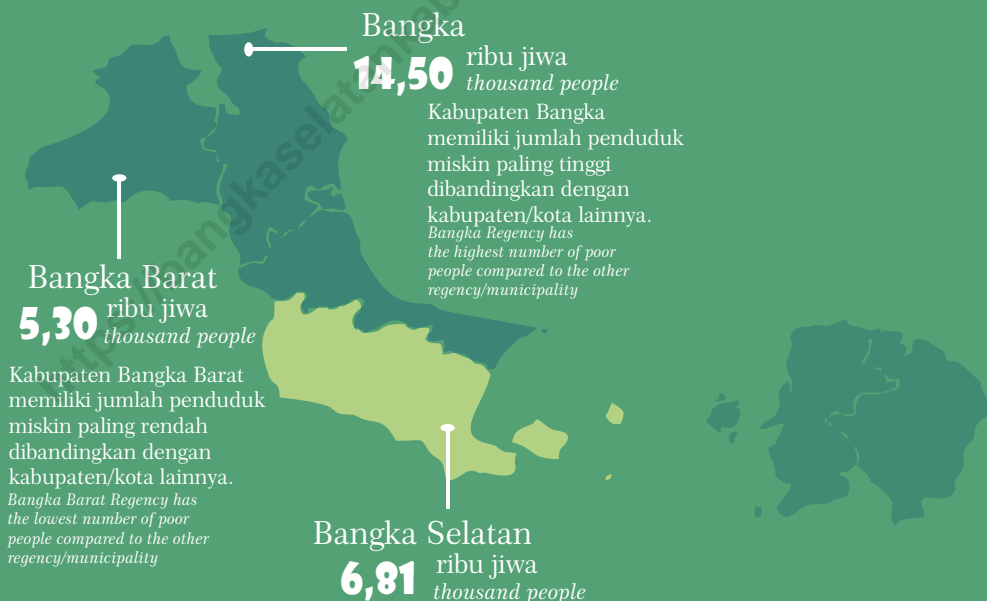 Bangka
14,50 ribu jiwa
thousand people
Kabupaten Bangka
memiliki jumlah penduduk
miskin paling tinggi
dibandingkan dengan
kabupaten/kota lainnya.
Bangka Regency has
the highest number of poor
people compared to the other
regency/municipality
Bangka Barat
5,30 ribu jiwa
thousand people
Kabupaten Bangka Barat
memiliki jumlah penduduk
miskin paling rendah
dibandingkan dengan
kabupaten/kota lainnya.
Bangka Barat Regency has
the lowest number of poor
people compared to the other
regency/municipality
Bangka Selatan
6,81 ribu jiwa
thousand people
https://bangkaselatankab